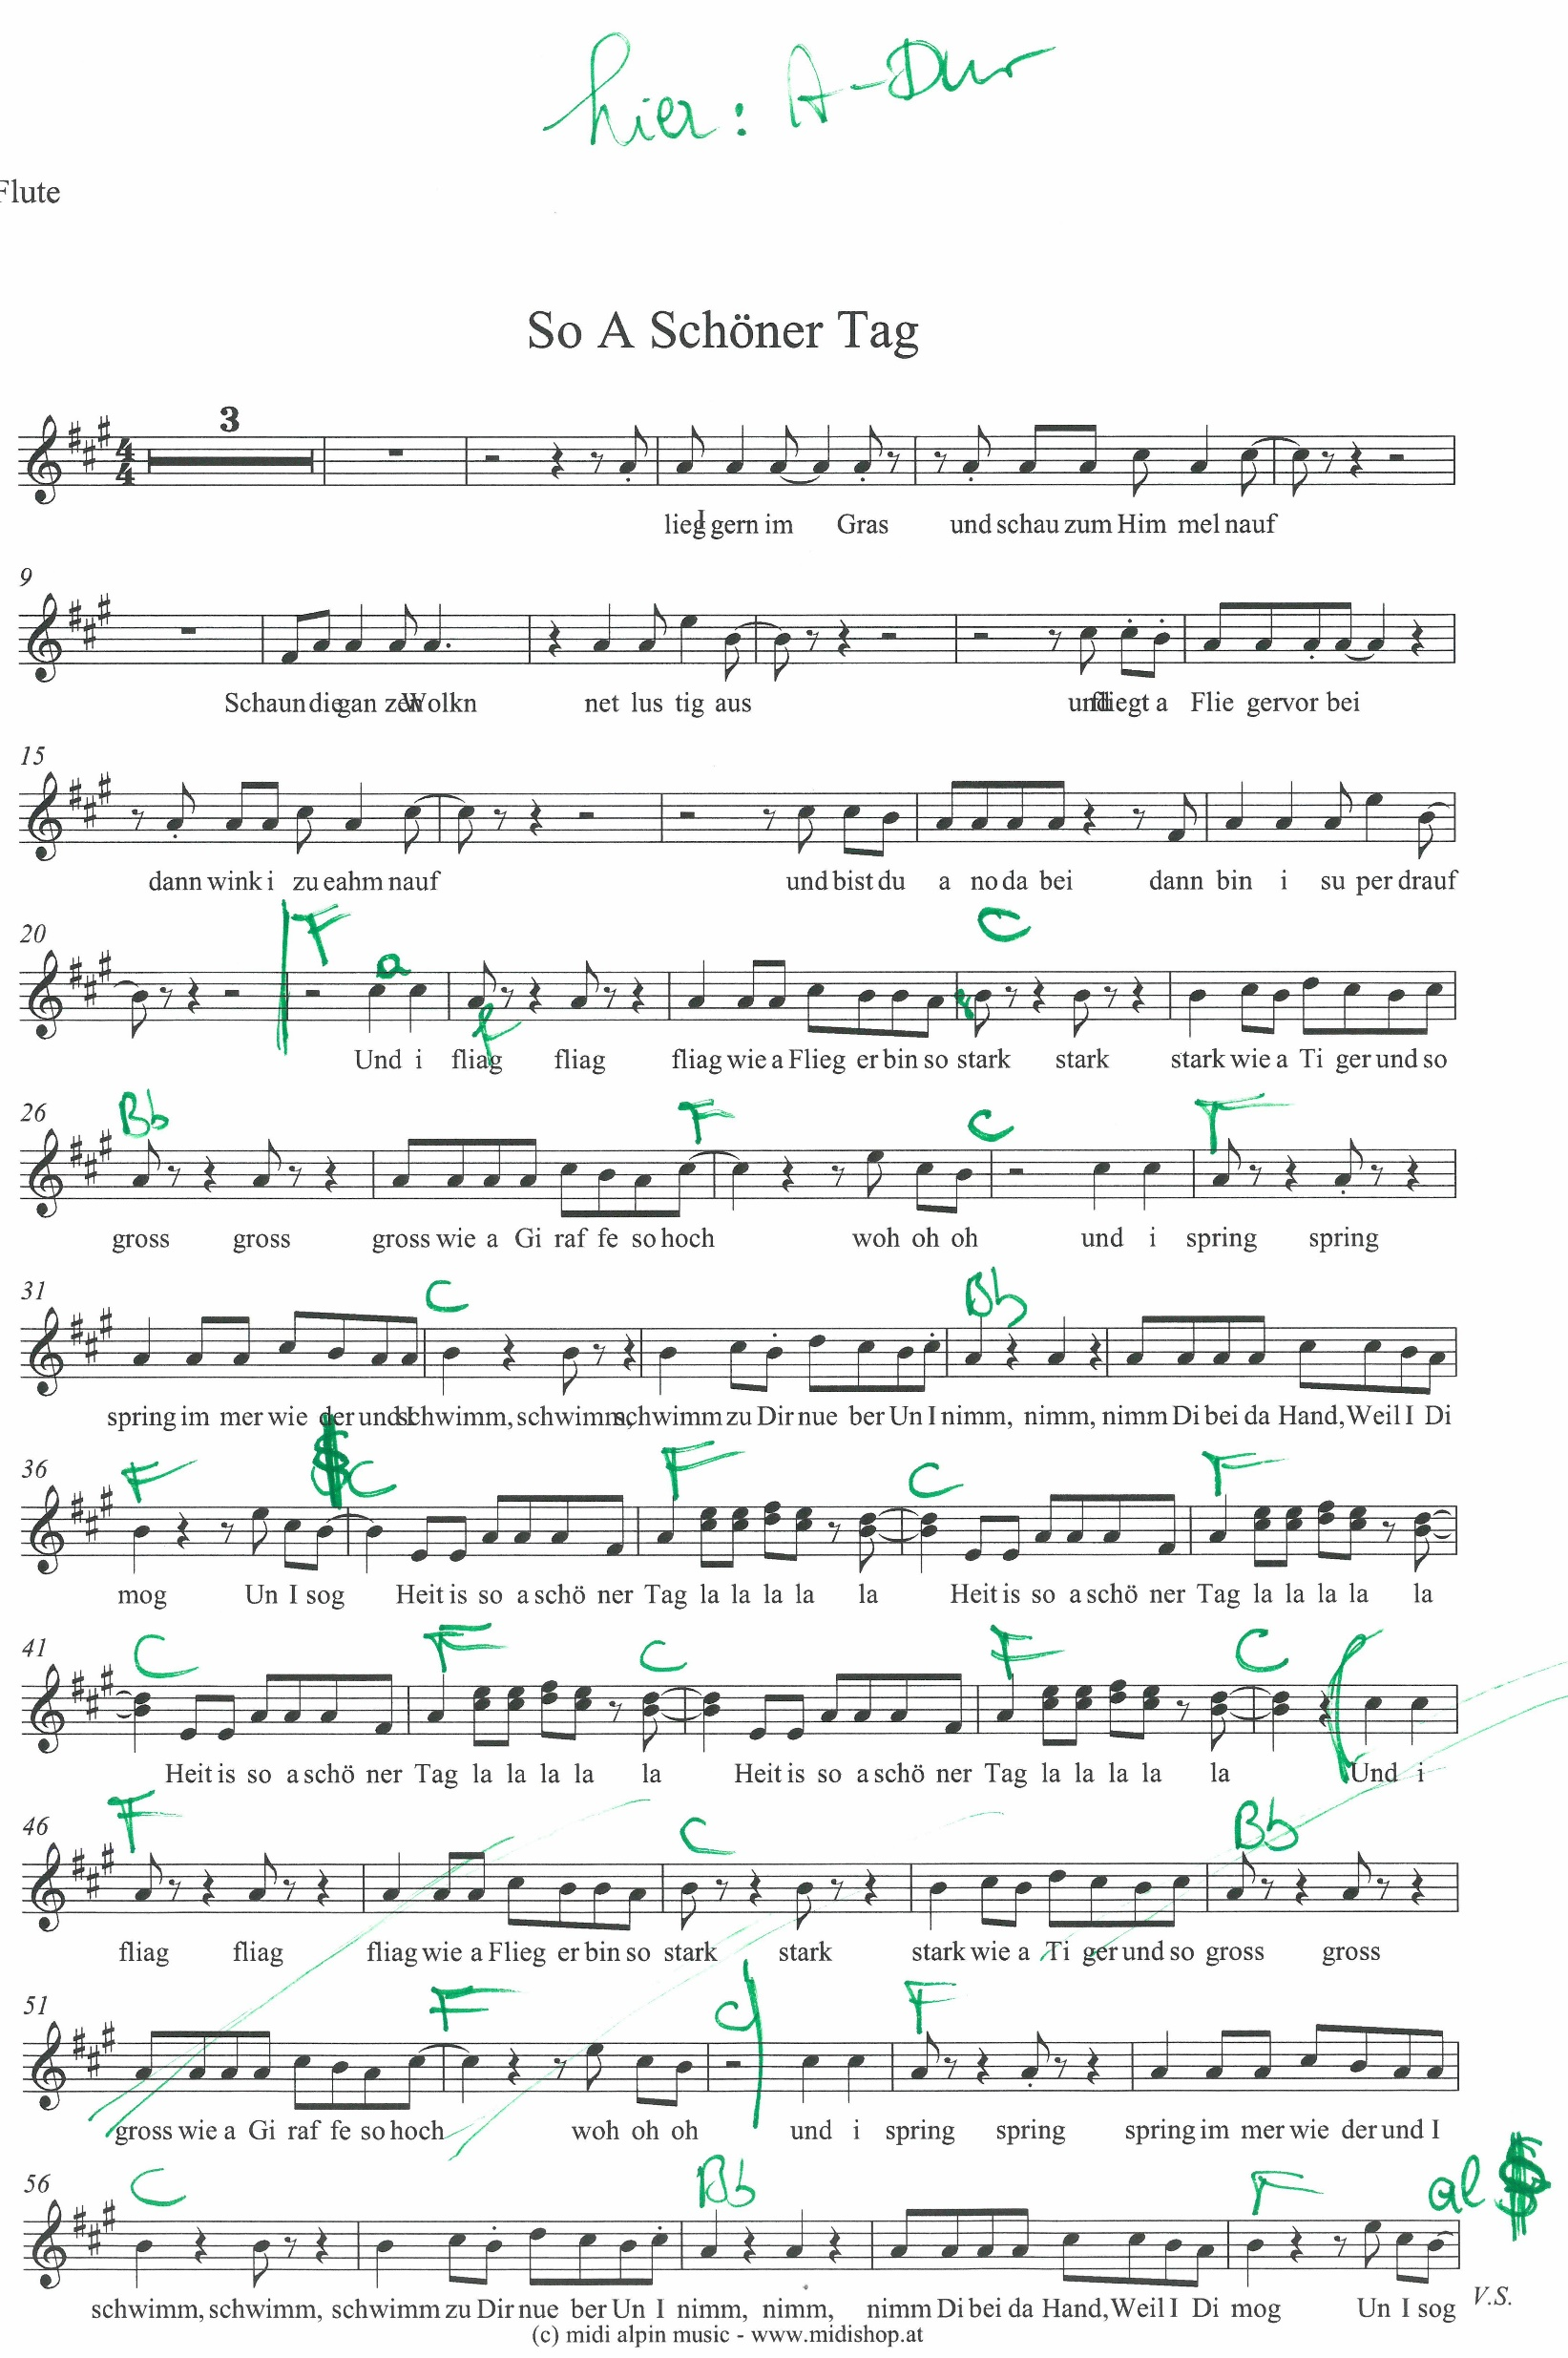 hier: A-Dur
Flute
So A Schöner Tag
3
4
4
lieg I gern im Gras und schau zum Him mel nauf
9
Schaun die gan zen Wolkn net lus tig aus und fliegt a Flie ger vor bei
15
dann wink i zu eahm nauf und bist du a no da bei dann bin i su per drauf
20
F C
a
f
Und i fliag fliag fliag wie a Flieg er bin so stark stark stark wie a Ti ger und so
26
Bb F C F
gross gross gross wie a Gi raf fe so hoch woh oh oh und i spring spring
31
C Bb
spring im mer wie der und I schwimm, schwimm, schwimm zu Dir nue ber Un I nimm, nimm, nimm Di bei da Hand, Weil I Di
36
F $ C F C F
mog Un I sog Heit is so a schö ner Tag la la la la la Heit is so a schö ner Tag la la la la la
41
C F C F C
Heit is so a schö ner Tag la la la la la Heit is so a schö ner Tag la la la la la Und i
46
F C Bb
fliag fliag fliag wie a Flieg er bin so stark stark stark wie a Ti ger und so gross gross
51
F C F
gross wie a Gi raf fe so hoch woh oh oh und i spring spring spring im mer wie der und I
56
C Bb F al $
schwimm, schwimm, schwimm zu Dir nue ber Un I nimm, nimm, nimm Di bei da Hand, Weil I Di mog Un I sog
V.S.
(c) midi alpin music - www.midishop.at